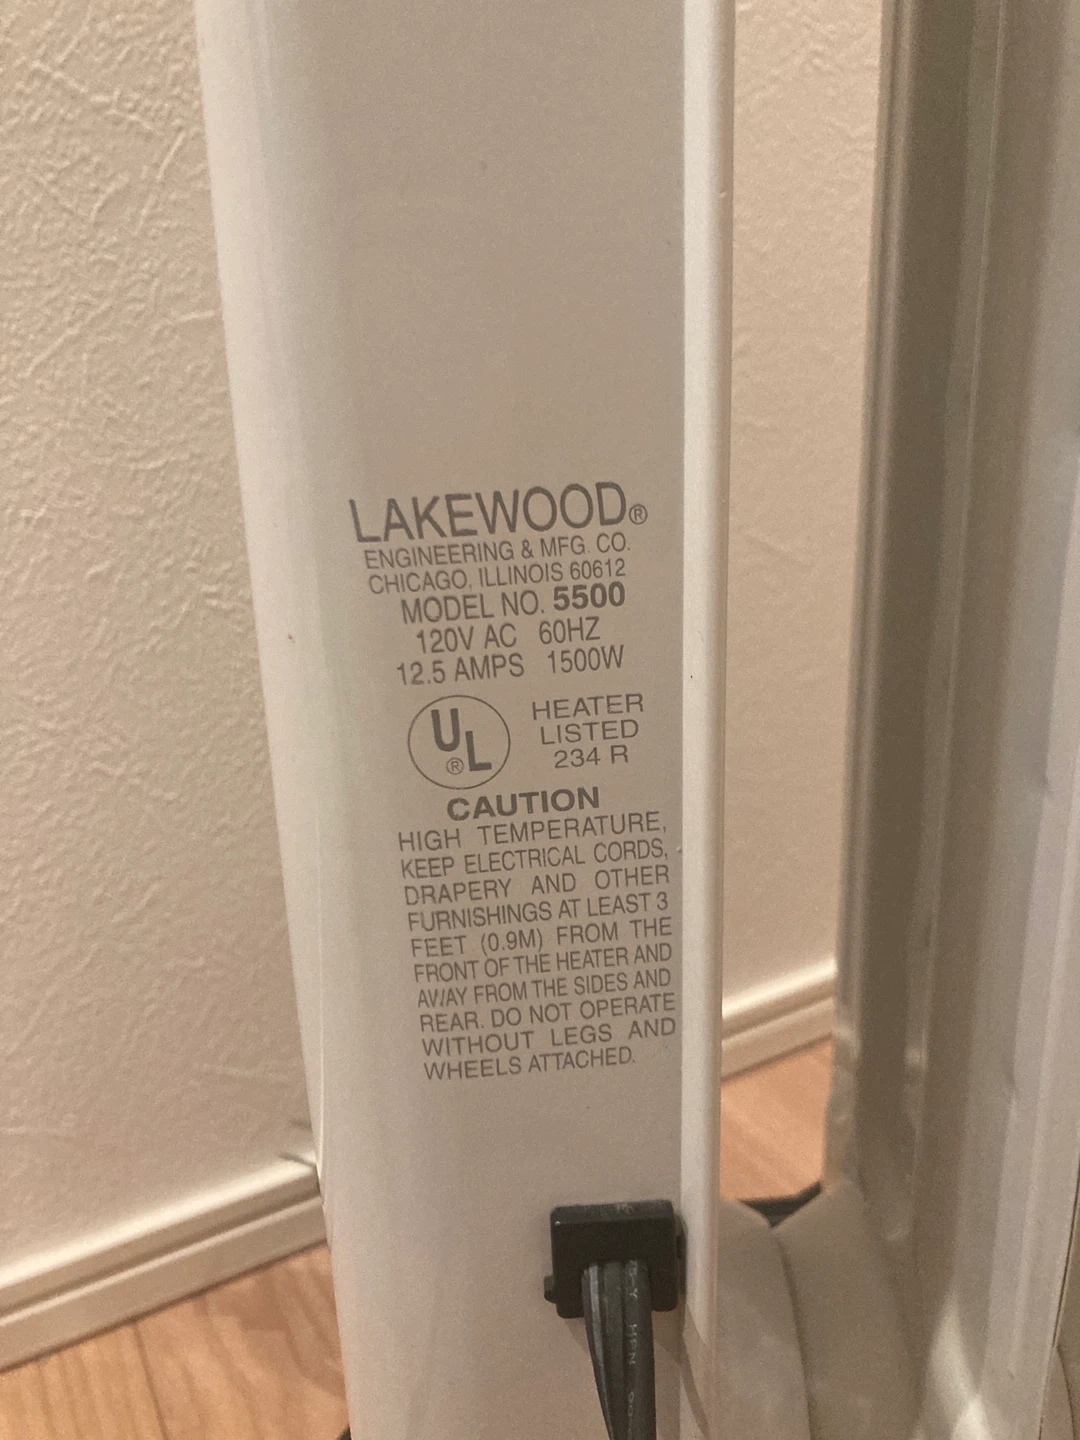 LAKEWOOD®
ENGINEERING & MFG. CO.
CHICAGO, ILLINOIS 60612
MODEL NO. 5500
120V AC 60HZ
12.5 AMPS 1500W
UL®
HEATER
LISTED
234 R
CAUTION
HIGH TEMPERATURE,
KEEP ELECTRICAL CORDS,
DRAPERY AND OTHER
FURNISHINGS AT LEAST 3
FEET (0.9M) FROM THE
FRONT OF THE HEATER AND
AWAY FROM THE SIDES AND
REAR. DO NOT OPERATE
WITHOUT LEGS AND
WHEELS ATTACHED.